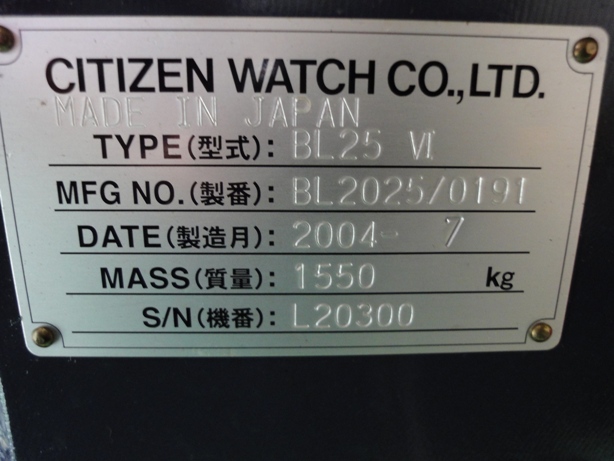 CITIZEN WATCH CO.,LTD.
MADE IN JAPAN
TYPE(型式): BL25 Ⅵ
MFG NO.(製番): BL2025/0191
DATE(製造月): 2004- 7
MASS(質量): 1550 kg
S/N(機番): L20300